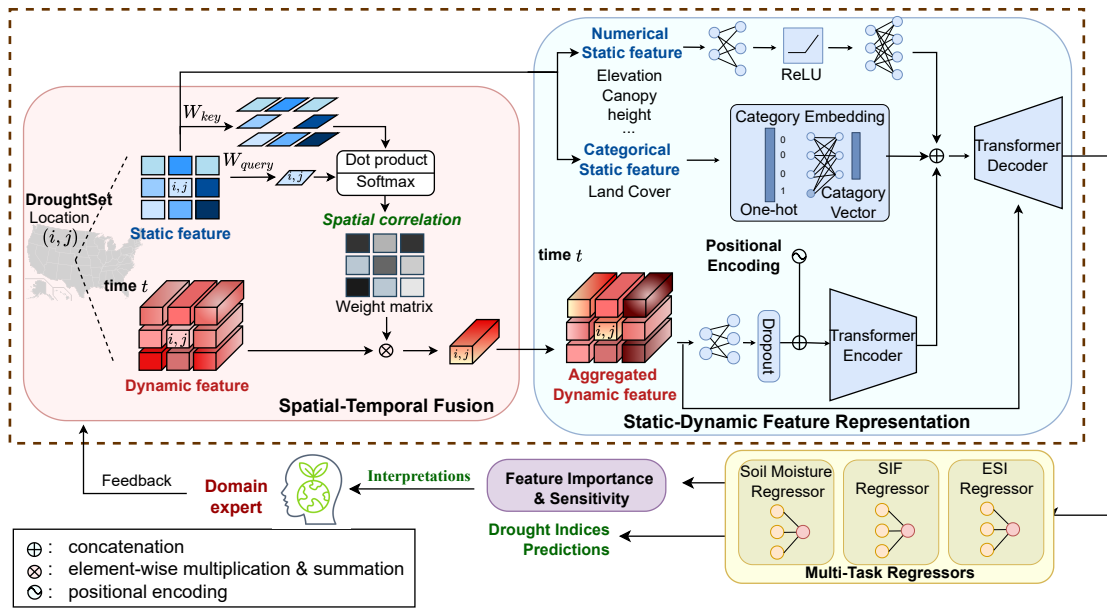 DroughtSet
Location
(i, j)
W_key
W_query
i, j
i, j
Static feature
Dot product
Softmax
Spatial correlation
Weight matrix
time t
i, j
Dynamic feature
i, j
Spatial-Temporal Fusion
Numerical
Static feature
Elevation
Canopy
height
...
Categorical
Static feature
Land Cover
ReLU
Category Embedding
0
0
0
1
One-hot
Catagory
Vector
Transformer
Decoder
Positional
Encoding
time t
i, j
Aggregated
Dynamic feature
Dropout
Transformer
Encoder
Static-Dynamic Feature Representation
Soil Moisture
Regressor
SIF
Regressor
ESI
Regressor
Multi-Task Regressors
Feature Importance
& Sensitivity
Drought Indices
Predictions
Interpretations
Domain
expert
Feedback
⊕ : concatenation
⊗ : element-wise multiplication & summation
: positional encoding